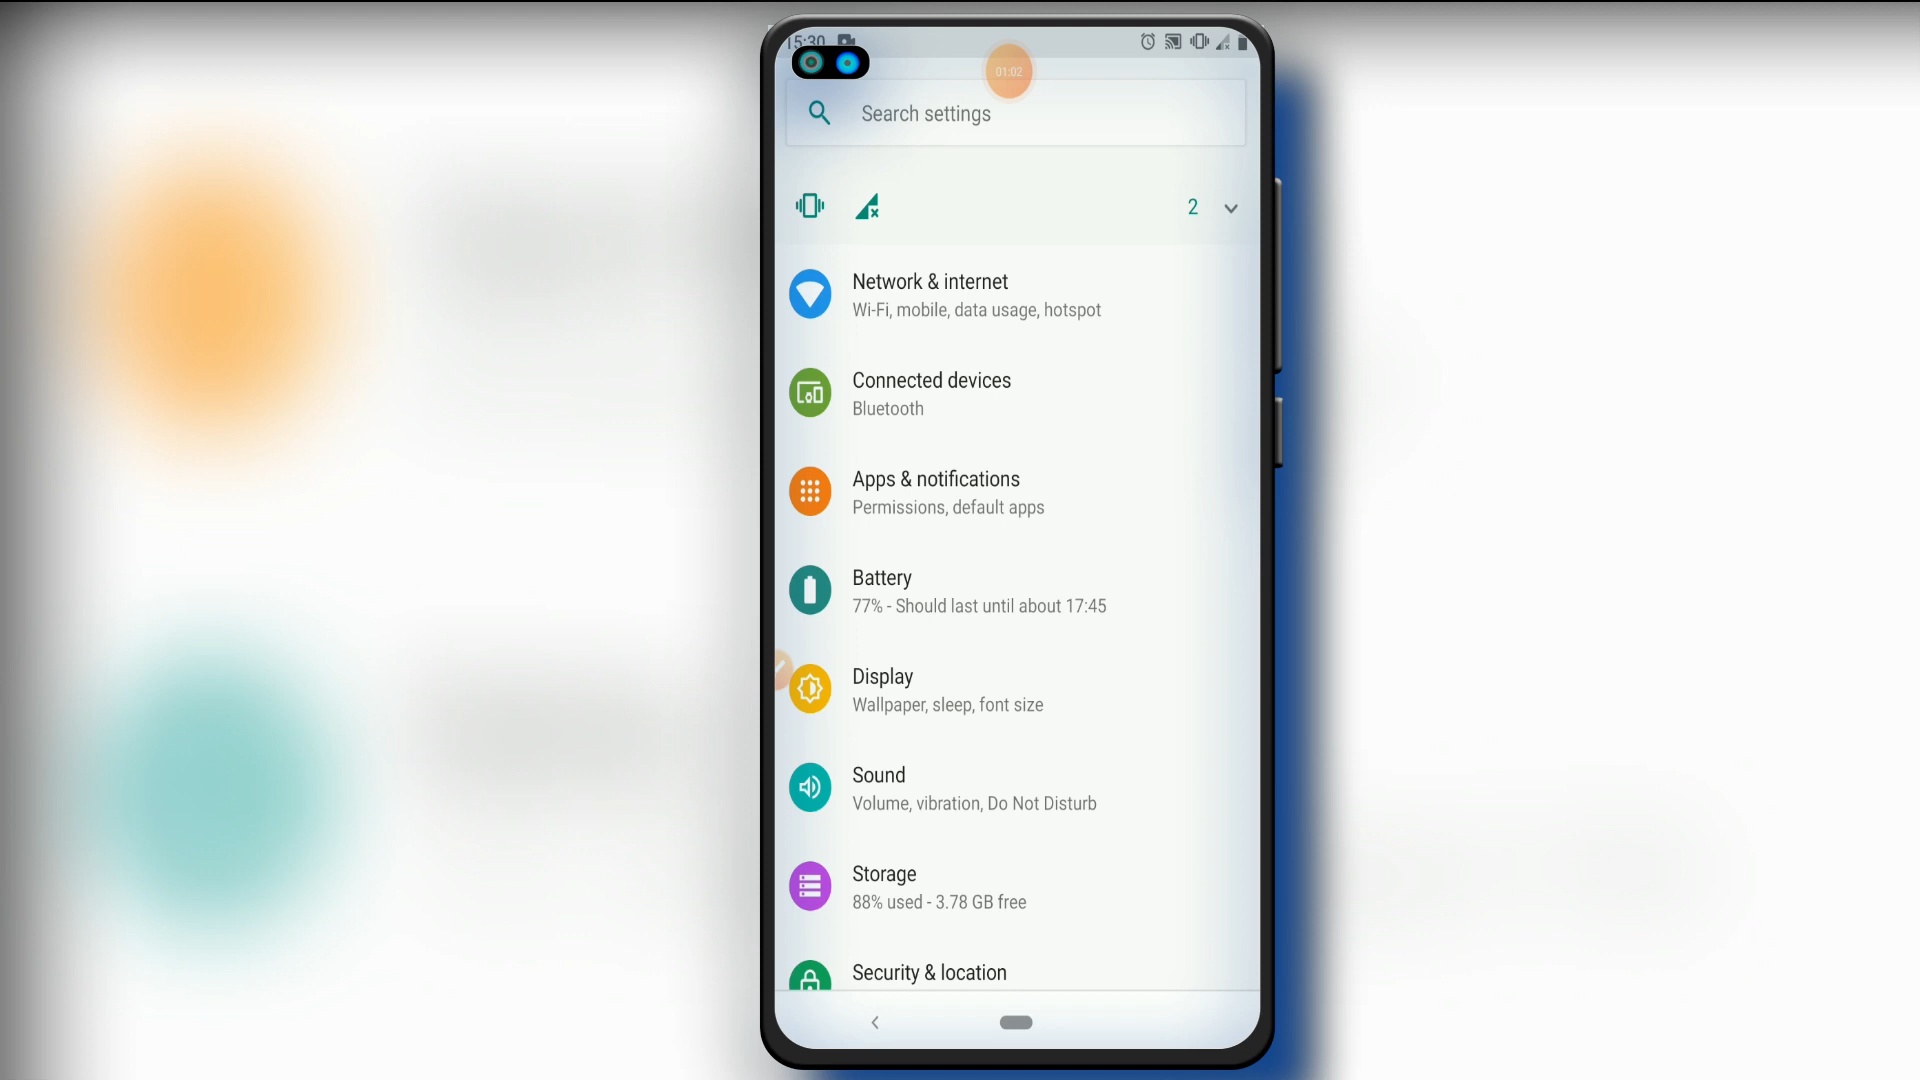 15:30
01:02
Search settings
2
Network & internet
Wi-Fi, mobile, data usage, hotspot
Connected devices
Bluetooth
Apps & notifications
Permissions, default apps
Battery
77% - Should last until about 17:45
Display
Wallpaper, sleep, font size
Sound
Volume, vibration, Do Not Disturb
Storage
88% used - 3.78 GB free
Security & location